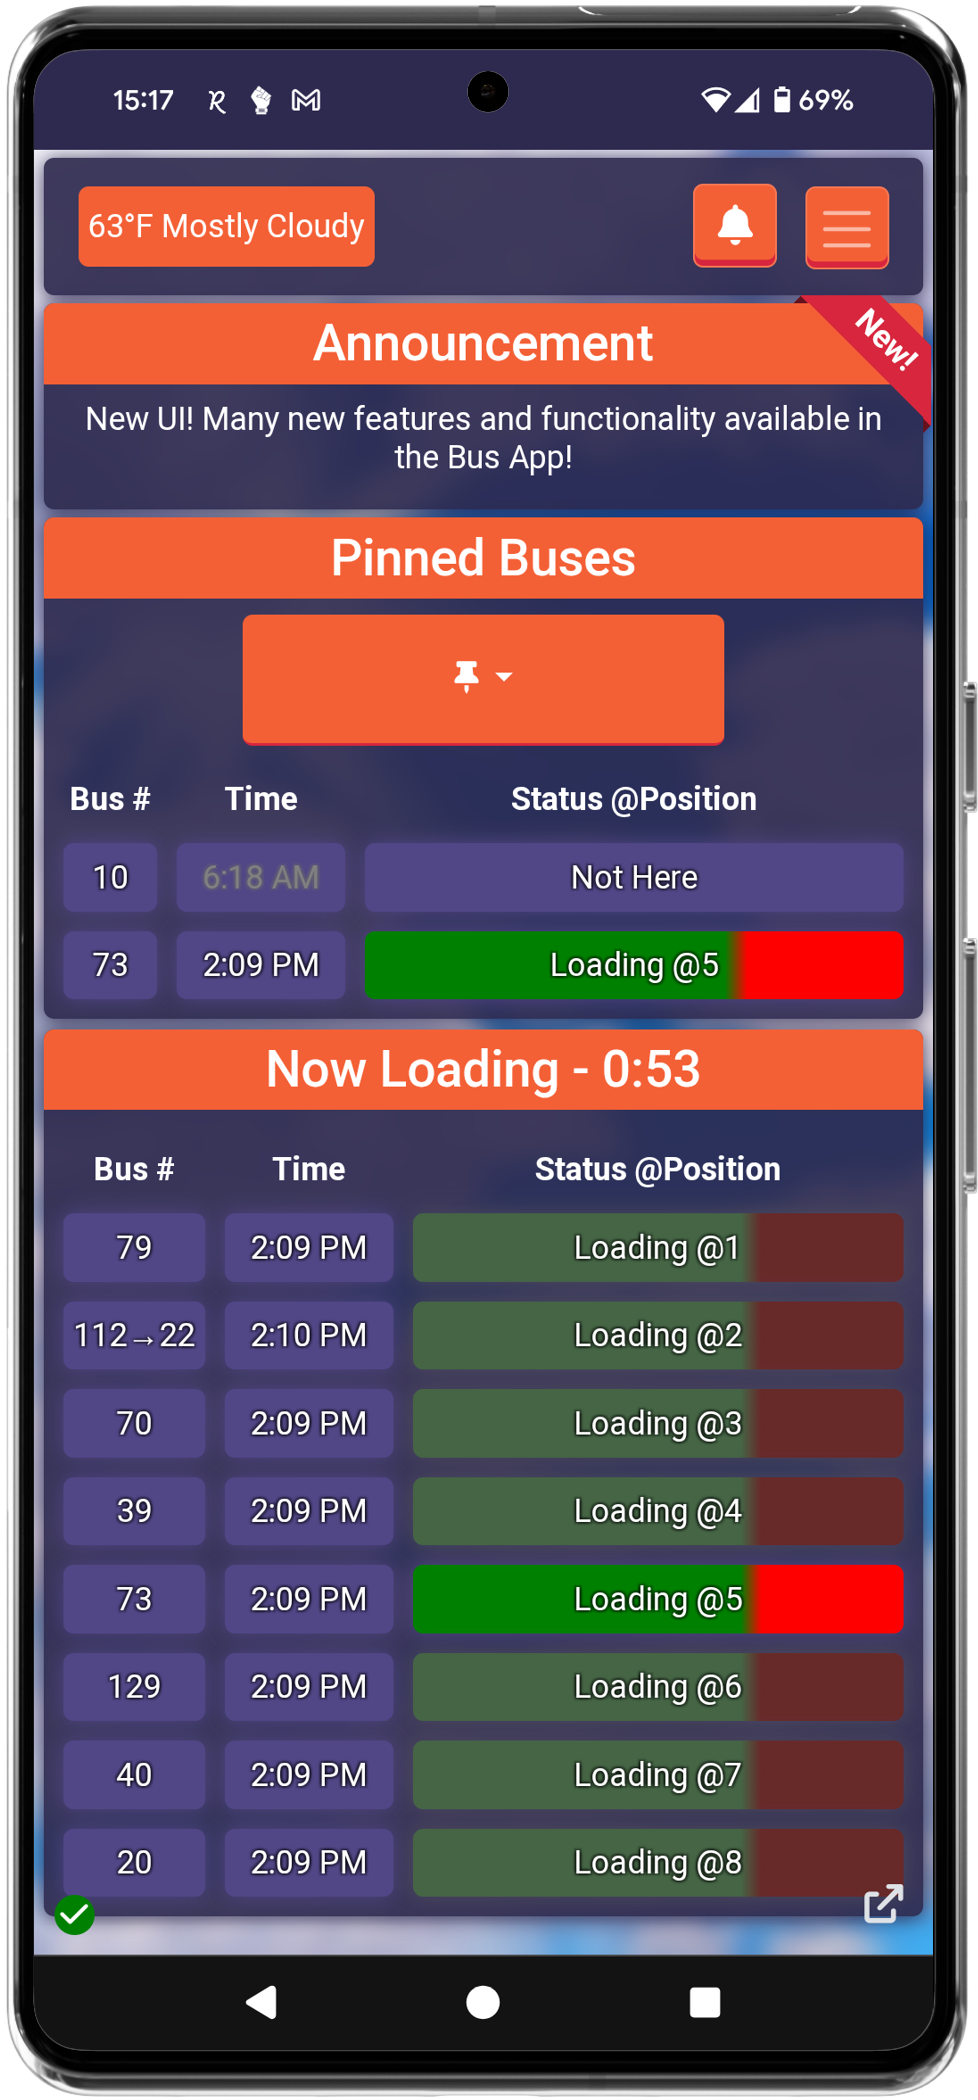 15:17 69%
63°F Mostly Cloudy
Announcement
New!
New UI! Many new features and functionality available in
the Bus App!
Pinned Buses
Bus # Time Status @Position
10 6:18 AM Not Here
73 2:09 PM Loading @5
Now Loading - 0:53
Bus # Time Status @Position
79 2:09 PM Loading @1
112→22 2:10 PM Loading @2
70 2:09 PM Loading @3
39 2:09 PM Loading @4
73 2:09 PM Loading @5
129 2:09 PM Loading @6
40 2:09 PM Loading @7
20 2:09 PM Loading @8